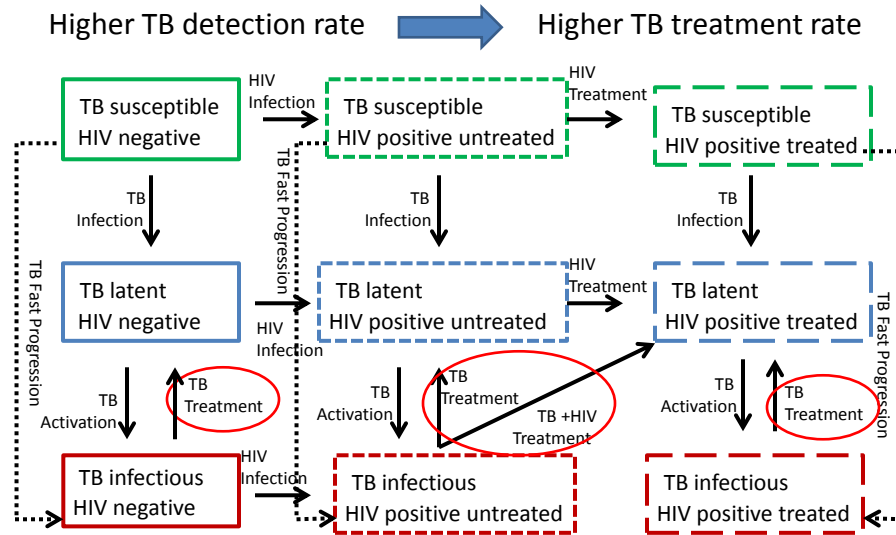 Higher TB detection rate
Higher TB treatment rate
HIV
Infection
HIV
Treatment
TB susceptible
HIV negative
TB susceptible
HIV positive untreated
TB susceptible
HIV positive treated
TB Fast Progression
TB
Infection
TB Fast Progression
TB
Infection
TB
Infection
HIV
Treatment
TB latent
HIV negative
TB latent
HIV positive untreated
TB latent
HIV positive treated
HIV
Infection
TB Fast Progression
TB
Activation
TB
Treatment
TB
Activation
TB
Treatment
TB +HIV
Treatment
TB
Activation
TB
Treatment
HIV
Infection
TB infectious
HIV negative
TB infectious
HIV positive untreated
TB infectious
HIV positive treated